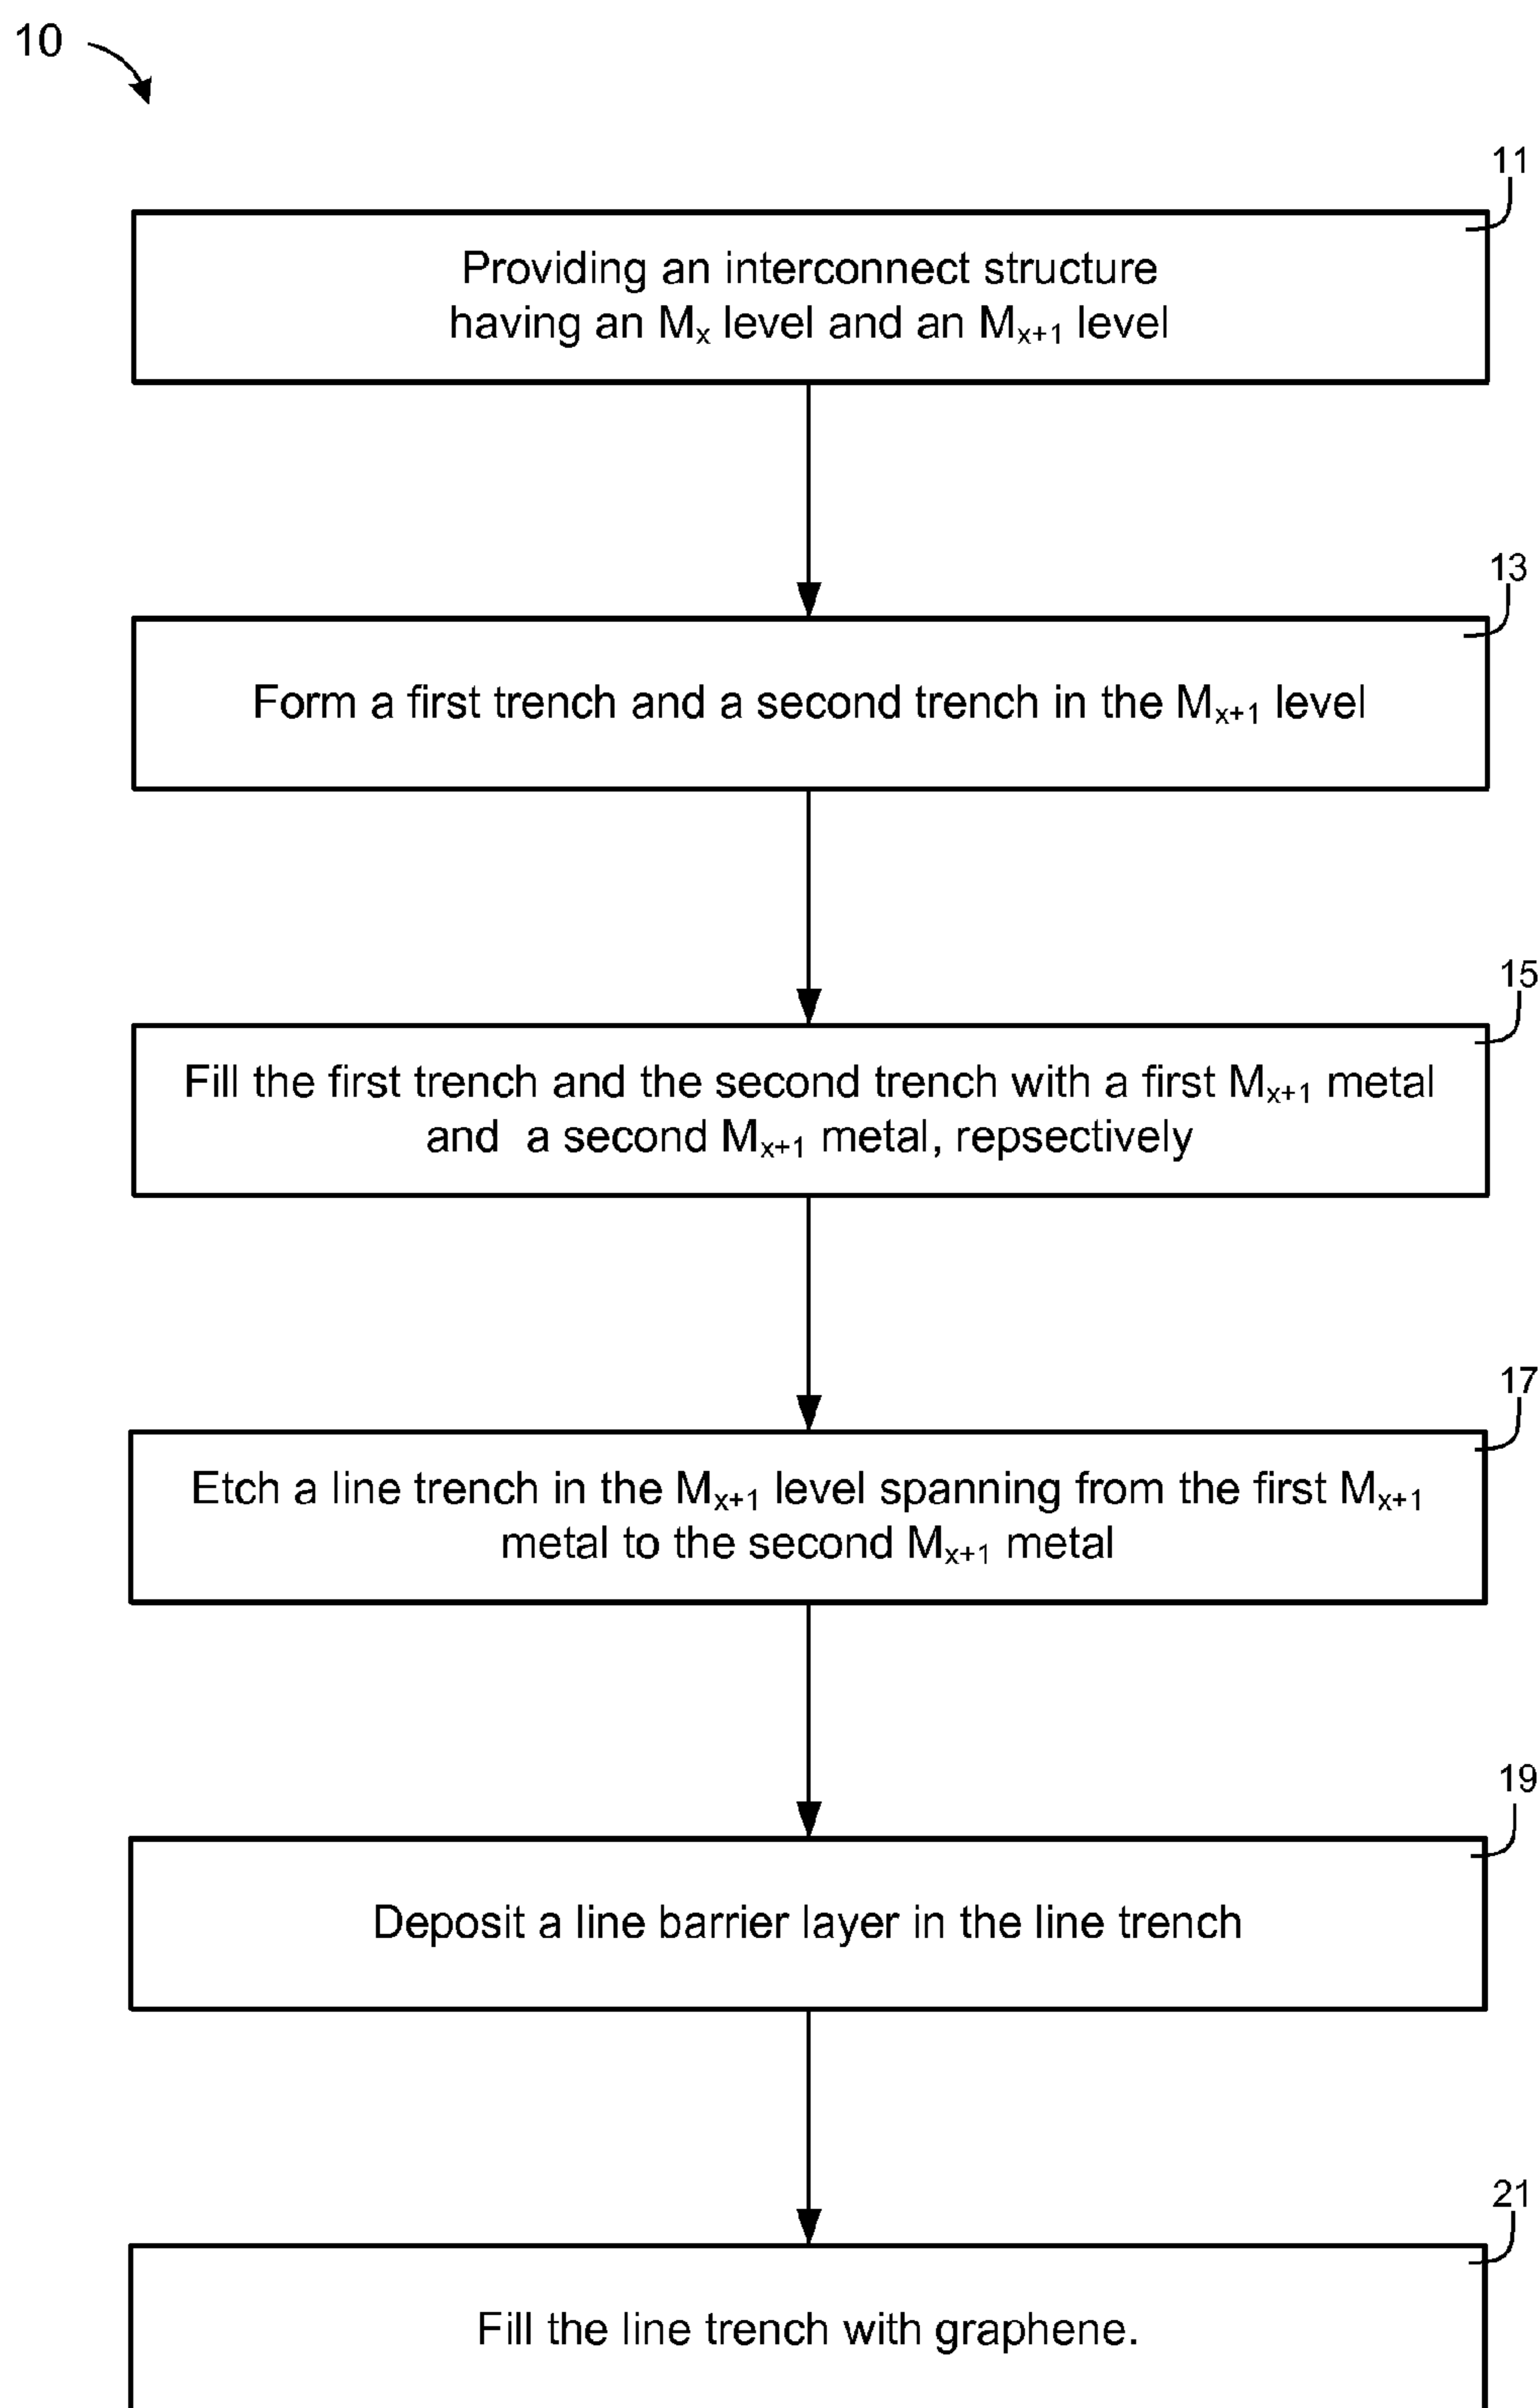 10
11
Providing an interconnect structure
having an Mx level and an Mx+1 level
13
Form a first trench and a second trench in the Mx+1 level
15
Fill the first trench and the second trench with a first Mx+1 metal
and a second Mx+1 metal, repsectively
17
Etch a line trench in the Mx+1 level spanning from the first Mx+1
metal to the second Mx+1 metal
19
Deposit a line barrier layer in the line trench
21
Fill the line trench with graphene.